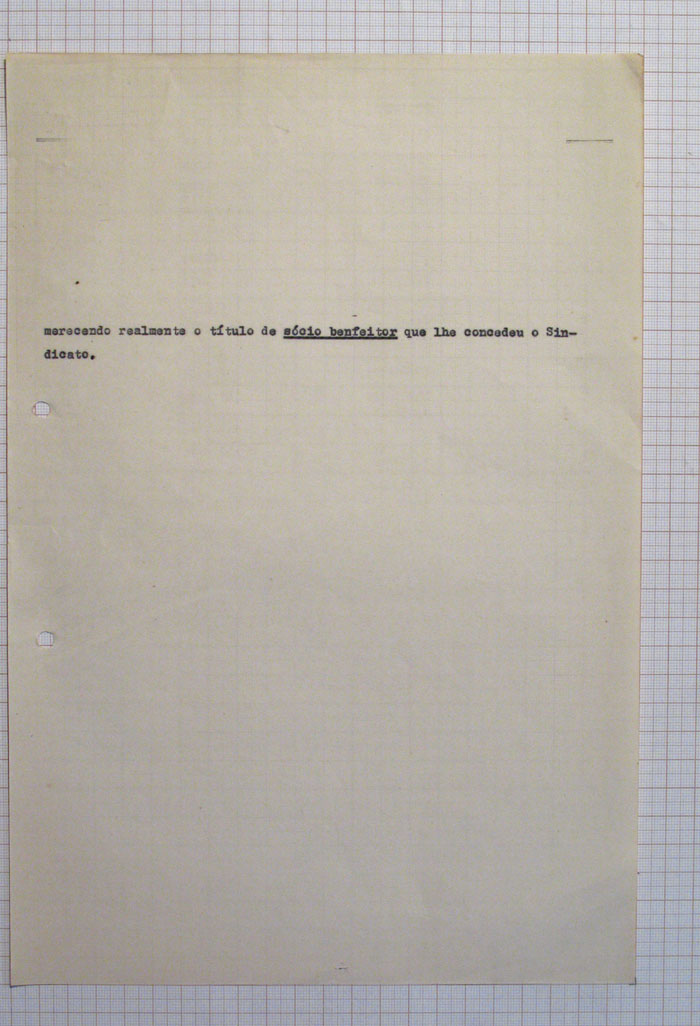 merecendo realmente o título de sócio benfeitor que lhe concedeu o Sin-
dicato.